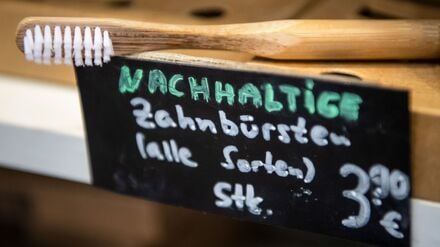 NACHHALTIGE
Zahnbürsten
(alle Sorten)
Stk. 3,90 €